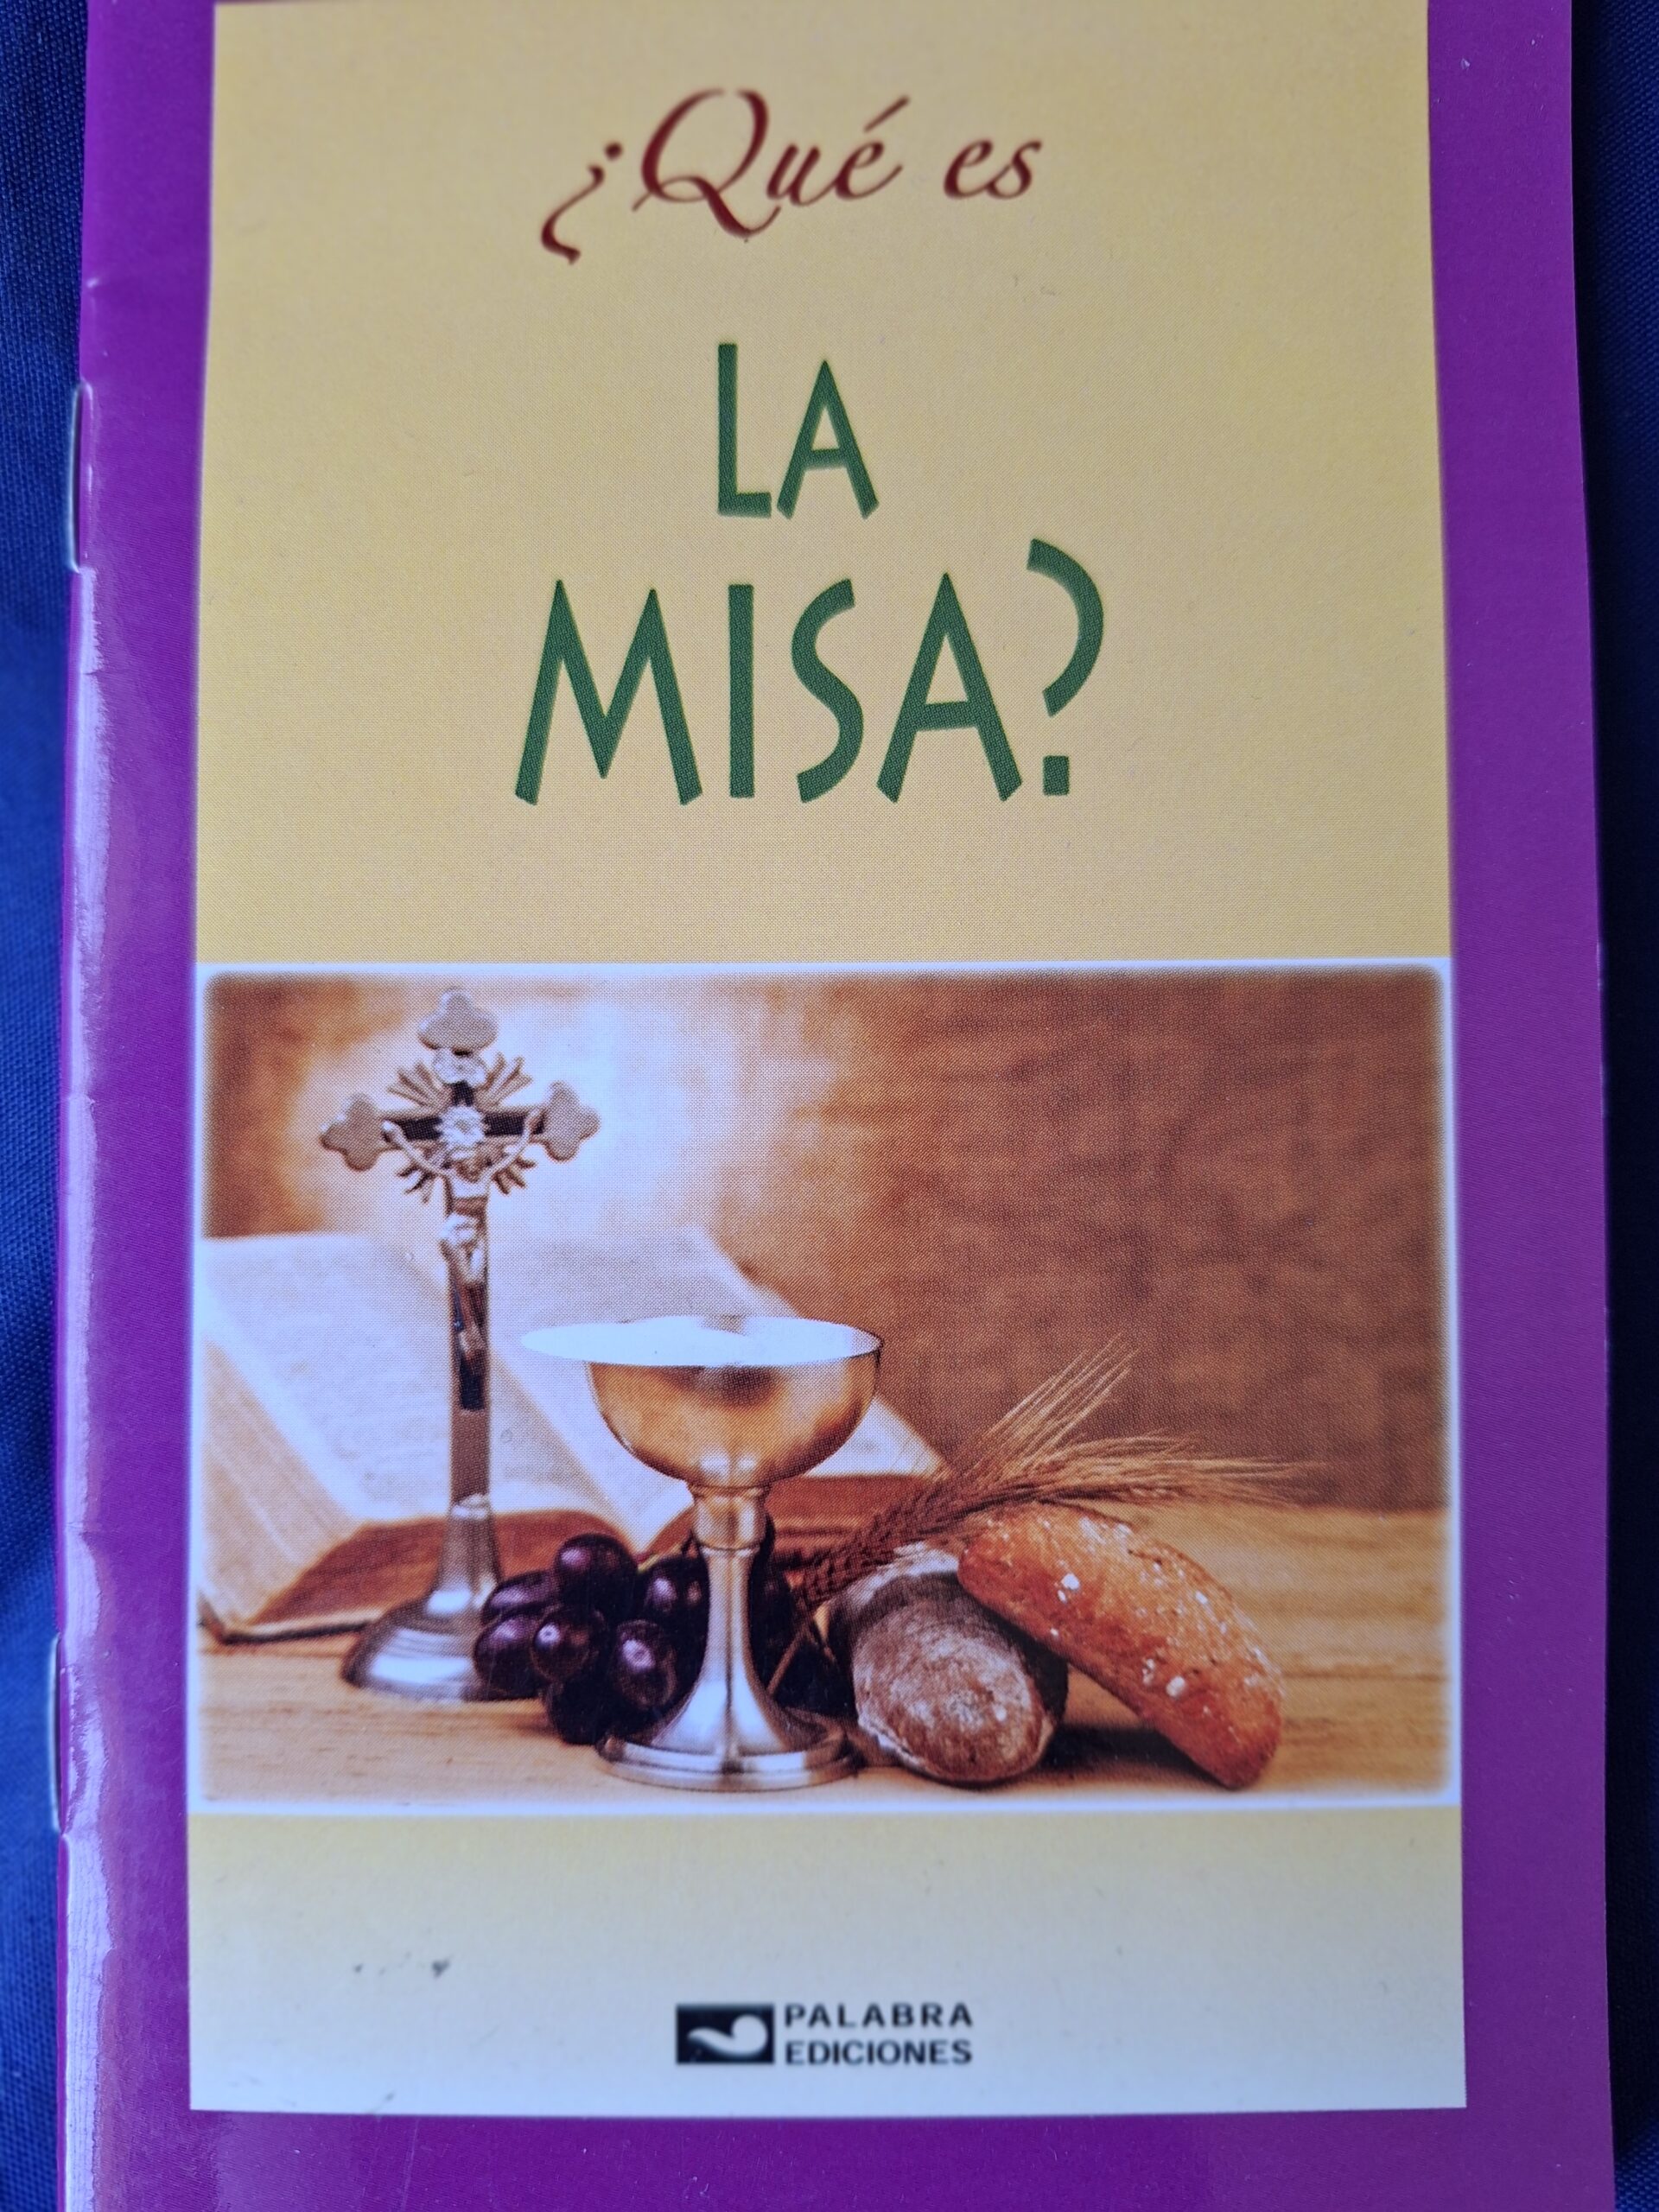 ¿Qué es
LA
MISA?
PALABRA
EDICIONES